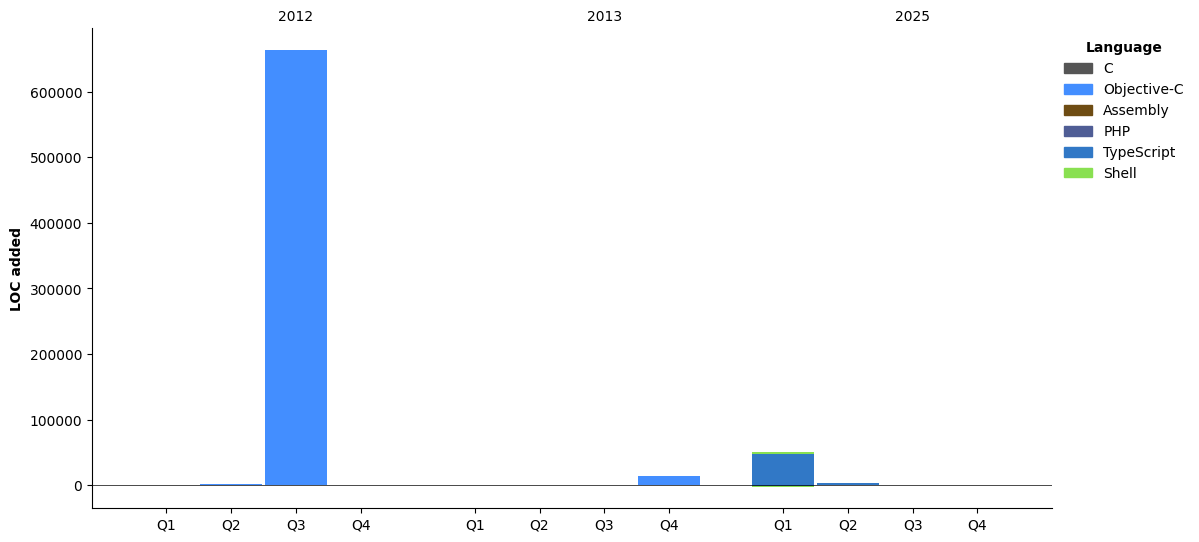 2012 2013 2025
Language
C
Objective-C
Assembly
PHP
TypeScript
Shell
LOC added
600000
500000
400000
300000
200000
100000
0
Q1 Q2 Q3 Q4 Q1 Q2 Q3 Q4 Q1 Q2 Q3 Q4